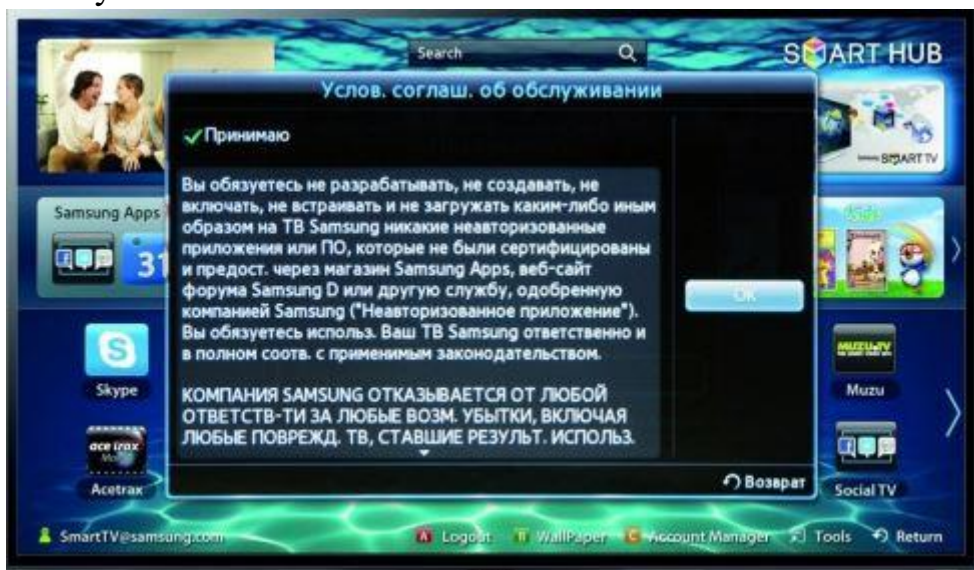 Search
SMART HUB
Услов. соглаш. об обслуживании
Принимаю
SMART TV
Вы обязуетесь не разрабатывать, не создавать, не
включать, не встраивать и не загружать каким-либо иным
образом на ТВ Samsung никакие неавторизованные
приложения или ПО, которые не были сертифицированы
и предост. через магазин Samsung Apps, веб-сайт
форума Samsung D или другую службу, одобренную
компанией Samsung ("Неавторизованное приложение").
Вы обязуетесь использ. Ваш ТВ Samsung ответственно и
в полном соотв. с применимым законодательством.
КОМПАНИЯ SAMSUNG ОТКАЗЫВАЕТСЯ ОТ ЛЮБОЙ
ОТВЕТСТВ-ТИ ЗА ЛЮБЫЕ ВОЗМ. УБЫТКИ, ВКЛЮЧАЯ
ЛЮБЫЕ ПОВРЕЖД. ТВ, СТАВШИЕ РЕЗУЛЬТ. ИСПОЛЬЗ.
Samsung Apps
31
OK
Skype
MUZU.TV
Muzu
acetrax
Movies
Acetrax
Возврат
Social TV
SmartTV@samsung.com
A Logout
B WallPaper
C Account Manager
Tools
Return